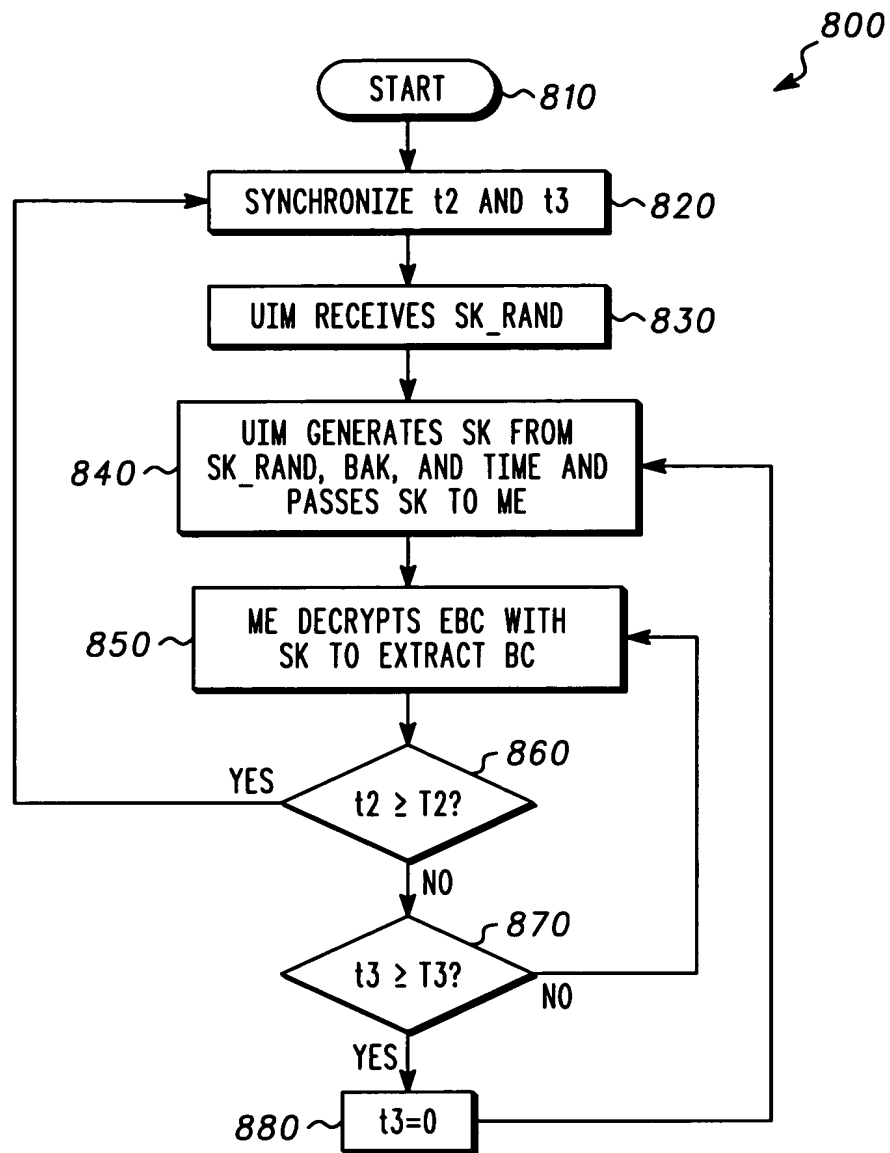 800
START
810
SYNCHRONIZE t2 AND t3
820
UIM RECEIVES SK_RAND
830
UIM GENERATES SK FROM
SK_RAND, BAK, AND TIME AND
PASSES SK TO ME
840
ME DECRYPTS EBC WITH
SK TO EXTRACT BC
850
860
YES
t2 ≥ T2?
NO
870
t3 ≥ T3?
NO
YES
880
t3=0